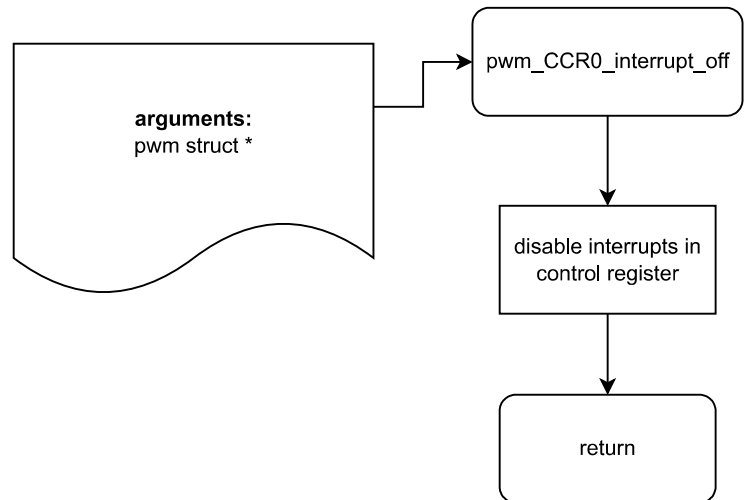 arguments:
pwm struct *
pwm_CCR0_interrupt_off
disable interrupts in
control register
return